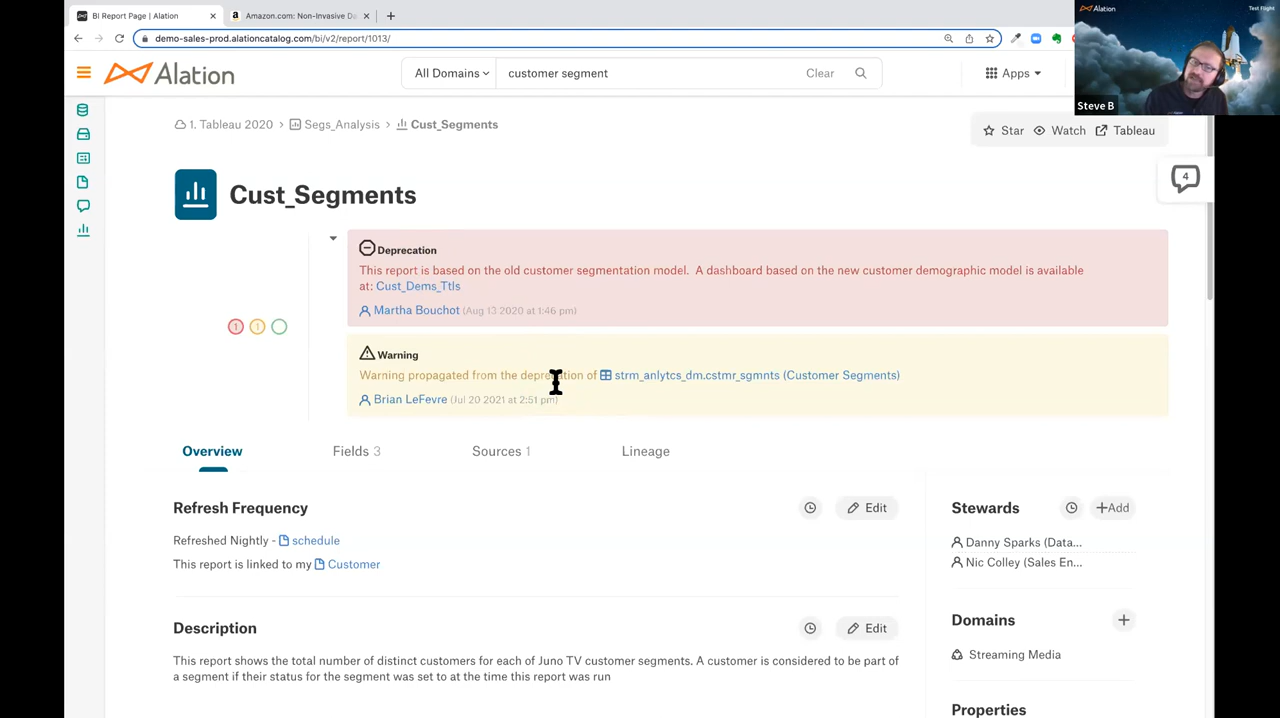 BI Report Page | Alation
Amazon.com: Non-Invasive Da
demo-sales-prod.alationcatalog.com/bi/v2/report/1013/
Alation
Test Flight
Steve B
Alation
All Domains
customer segment
Clear
Apps
1. Tableau 2020 > Segs_Analysis > Cust_Segments
Star
Watch
Tableau
4
Cust_Segments
Deprecation
This report is based on the old customer segmentation model. A dashboard based on the new customer demographic model is available
at: Cust_Dems_Ttls
Martha Bouchot (Aug 13 2020 at 1:46 pm)
1 1
Warning
Warning propagated from the deprecation of strm_anlytcs_dm.cstmr_sgmnts (Customer Segments)
Brian LeFevre (Jul 20 2021 at 2:51 pm)
Overview
Fields 3
Sources 1
Lineage
Refresh Frequency
Edit
Refreshed Nightly - schedule
This report is linked to my Customer
Stewards
+Add
Danny Sparks (Data...
Nic Colley (Sales En...
Description
Edit
This report shows the total number of distinct customers for each of Juno TV customer segments. A customer is considered to be part of
a segment if their status for the segment was set to at the time this report was run
Domains
Streaming Media
Properties